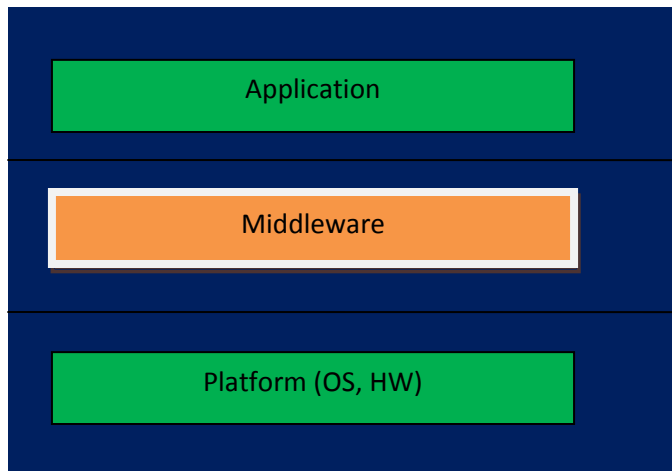 Application
Middleware
Platform (OS, HW)